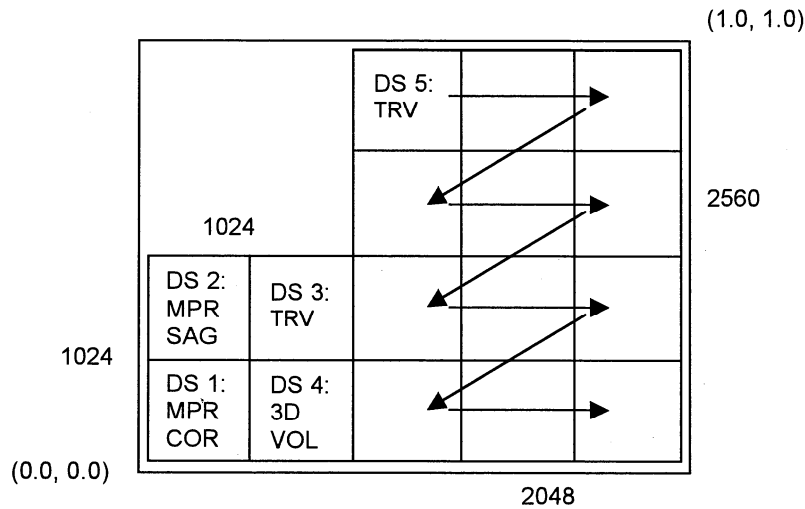 (1.0, 1.0)
DS 5:
TRV
2560
1024
DS 2:
MPR
SAG
DS 3:
TRV
1024
DS 1:
MPR
COR
DS 4:
3D
VOL
(0.0, 0.0)
2048